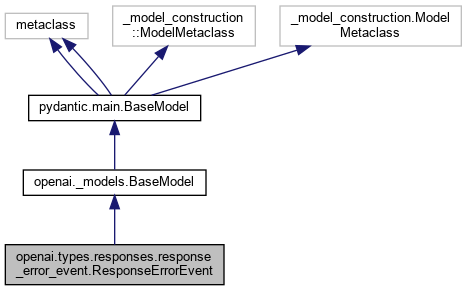 metaclass
_model_construction
::ModelMetaclass
_model_construction.Model
Metaclass
pydantic.main.BaseModel
openai._models.BaseModel
openai.types.responses.response
_error_event.ResponseErrorEvent